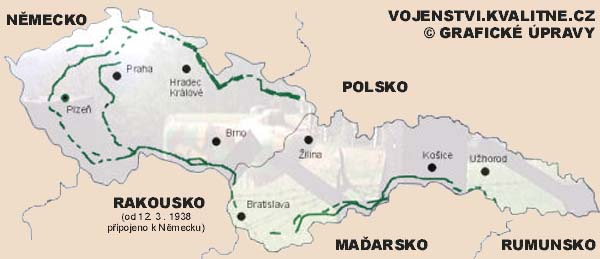 NĚMECKO
VOJENSTVI.KVALITNE.CZ
© GRAFICKÉ ÚPRAVY
Praha
Hradec
Králové
POLSKO
Plzeň
Brno
Žilina
Košice
Užhorod
RAKOUSKO
(od 12. 3. 1938
připojeno k Německu)
Bratislava
MAĎARSKO
RUMUNSKO